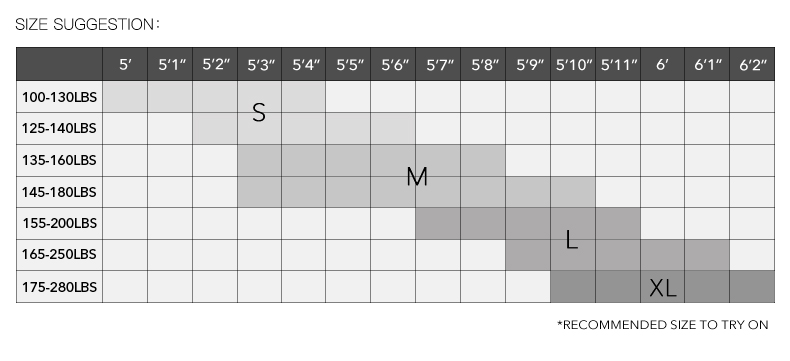 SIZE SUGGESTION:
5' 5'1" 5'2" 5'3" 5'4" 5'5" 5'6" 5'7" 5'8" 5'9" 5'10" 5'11" 6' 6'1" 6'2"
100-130LBS
S
125-140LBS
135-160LBS
M
145-180LBS
155-200LBS
L
165-250LBS
175-280LBS XL
*RECOMMENDED SIZE TO TRY ON